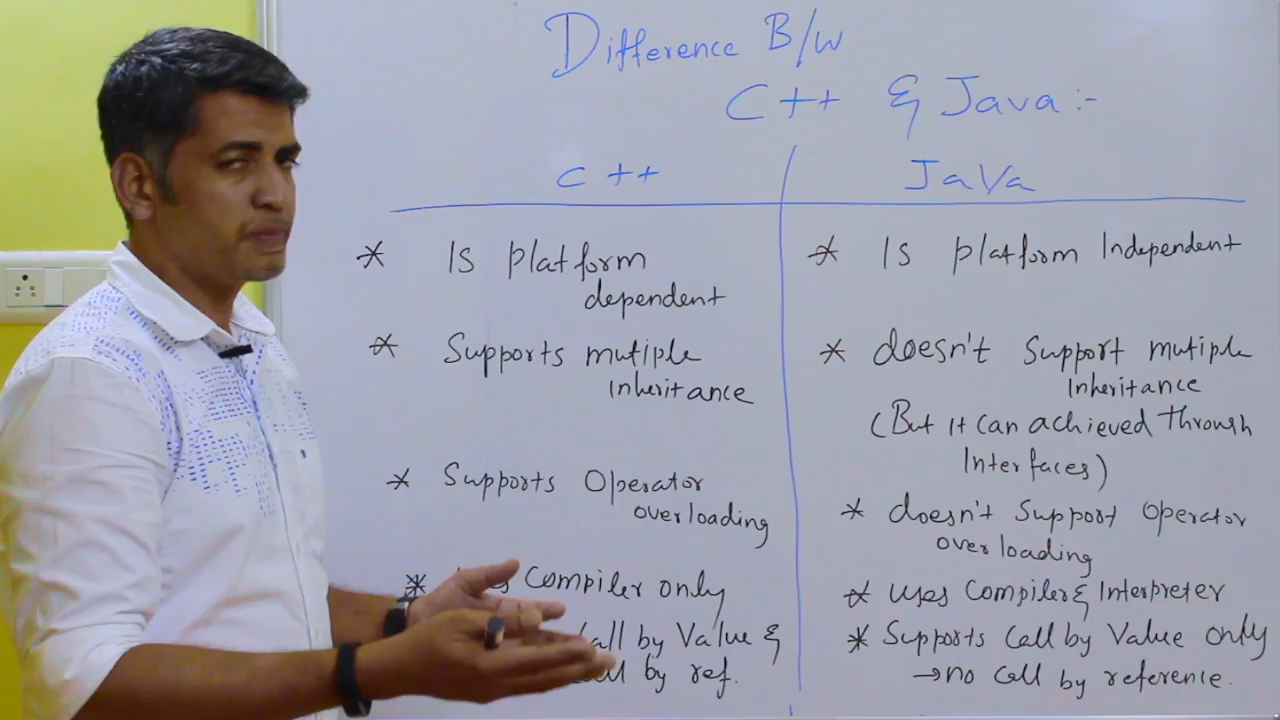 Difference B/w
C++ & Java:-
C++
JaVa
* Is platform
dependent
* Supports mutiple
Inheritance
* Supports Operator
overloading
* Compiler only
Call by Value &
Call by ref.
* Is platform Independent
* doesn't Support mutiple
Inheritance
(But it can achieved through
Interfaces)
* doesn't Support Operator
overloading
* uses Compiler & Interpreter
* Supports Call by Value only
→no call by reference.